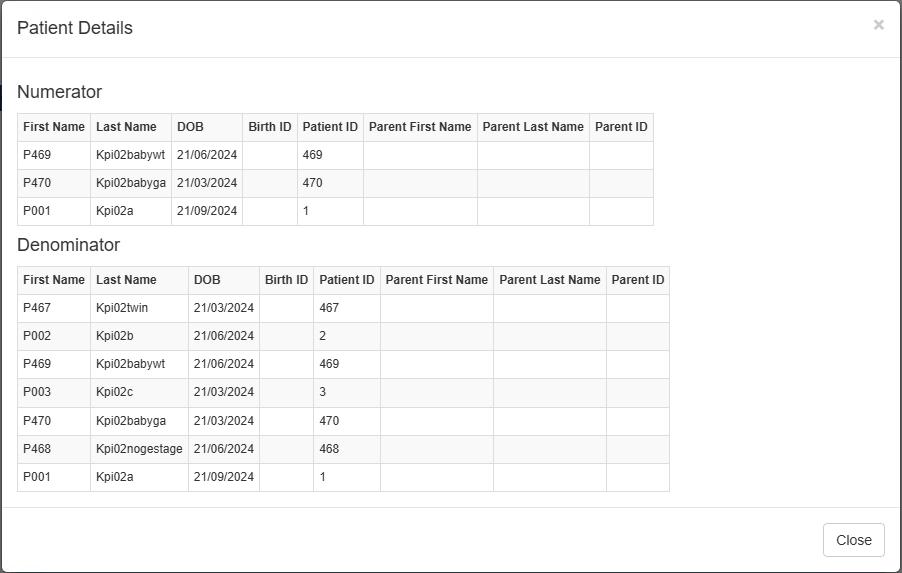 Patient Details ×
Numerator
First Name Last Name DOB Birth ID Patient ID Parent First Name Parent Last Name Parent ID
P469 Kpi02babywt 21/06/2024 469
P470 Kpi02babyga 21/03/2024 470
P001 Kpi02a 21/09/2024 1
Denominator
First Name Last Name DOB Birth ID Patient ID Parent First Name Parent Last Name Parent ID
P467 Kpi02twin 21/03/2024 467
P002 Kpi02b 21/06/2024 2
P469 Kpi02babywt 21/06/2024 469
P003 Kpi02c 21/03/2024 3
P470 Kpi02babyga 21/03/2024 470
P468 Kpi02nogestage 21/06/2024 468
P001 Kpi02a 21/09/2024 1
Close